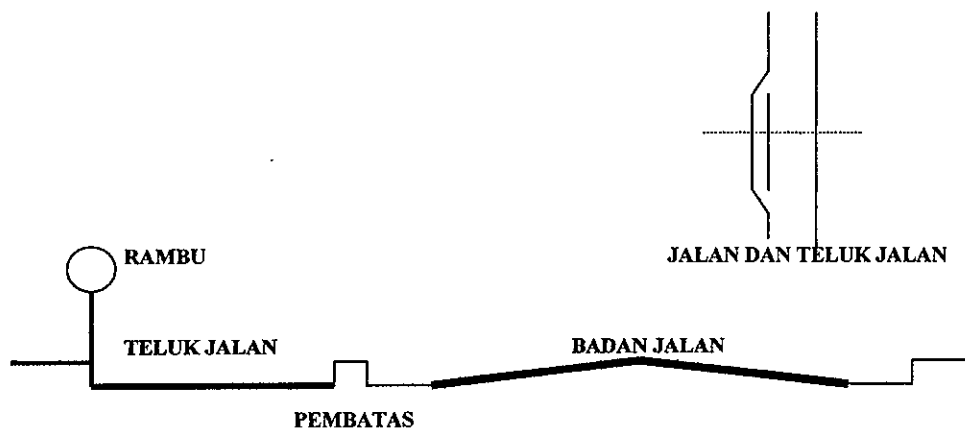 RAMBU
JALAN DAN TELUK JALAN
TELUK JALAN
BADAN JALAN
PEMBATAS